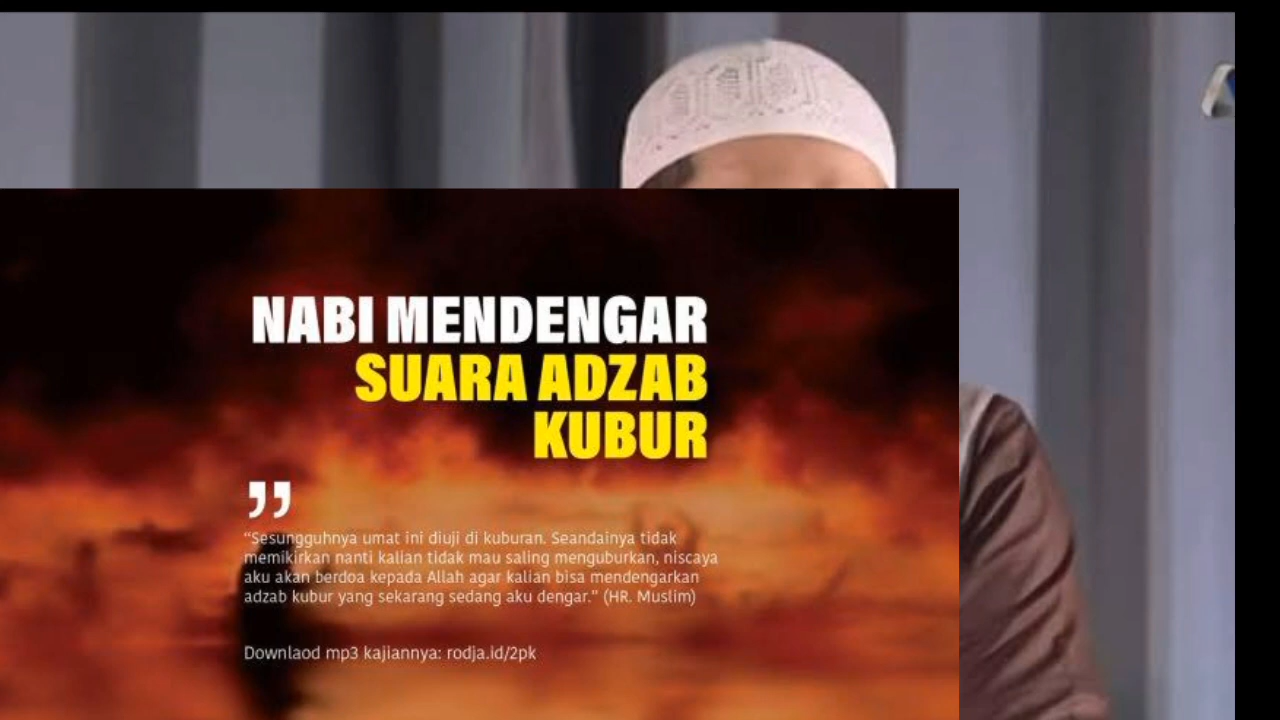 NABI MENDENGAR
SUARA ADZAB
KUBUR
”
“Sesungguhnya umat ini diuji di kuburan. Seandainya tidak
memikirkan nanti kalian tidak mau saling menguburkan, niscaya
aku akan berdoa kepada Allah agar kalian bisa mendengarkan
adzab kubur yang sekarang sedang aku dengar.” (HR. Muslim)
Downlaod mp3 kajiannya: rodja.id/2pk